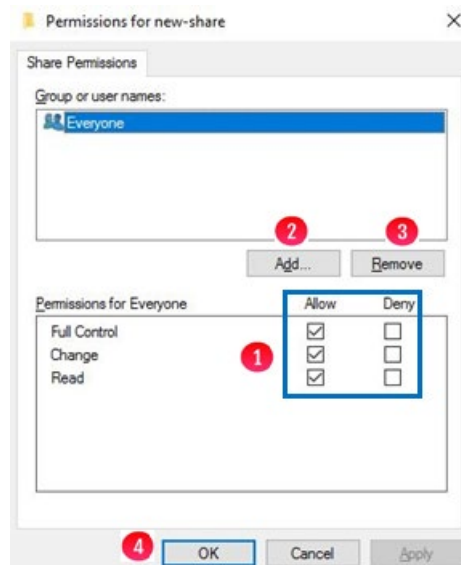 Permissions for new-share
Share Permissions
Group or user names:
Everyone
2 3
Add... Remove
Permissions for Everyone Allow Deny
Full Control
1 Change
Read
4 OK Cancel Apply